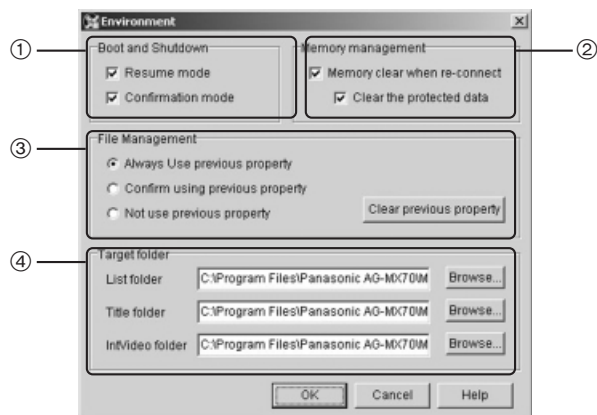 Environment
①
Boot and Shutdown
Resume mode
Confirmation mode
Memory management
②
Memory clear when re-connect
Clear the protected data
③
File Management
Always Use previous property
Confirm using previous property
Not use previous property
Clear previous property
④
Target folder
List folder
C:\Program Files\Panasonic AG-MX70\M
Browse...
Title folder
C:\Program Files\Panasonic AG-MX70\M
Browse...
IntVideo folder
C:\Program Files\Panasonic AG-MX70\M
Browse...
OK
Cancel
Help